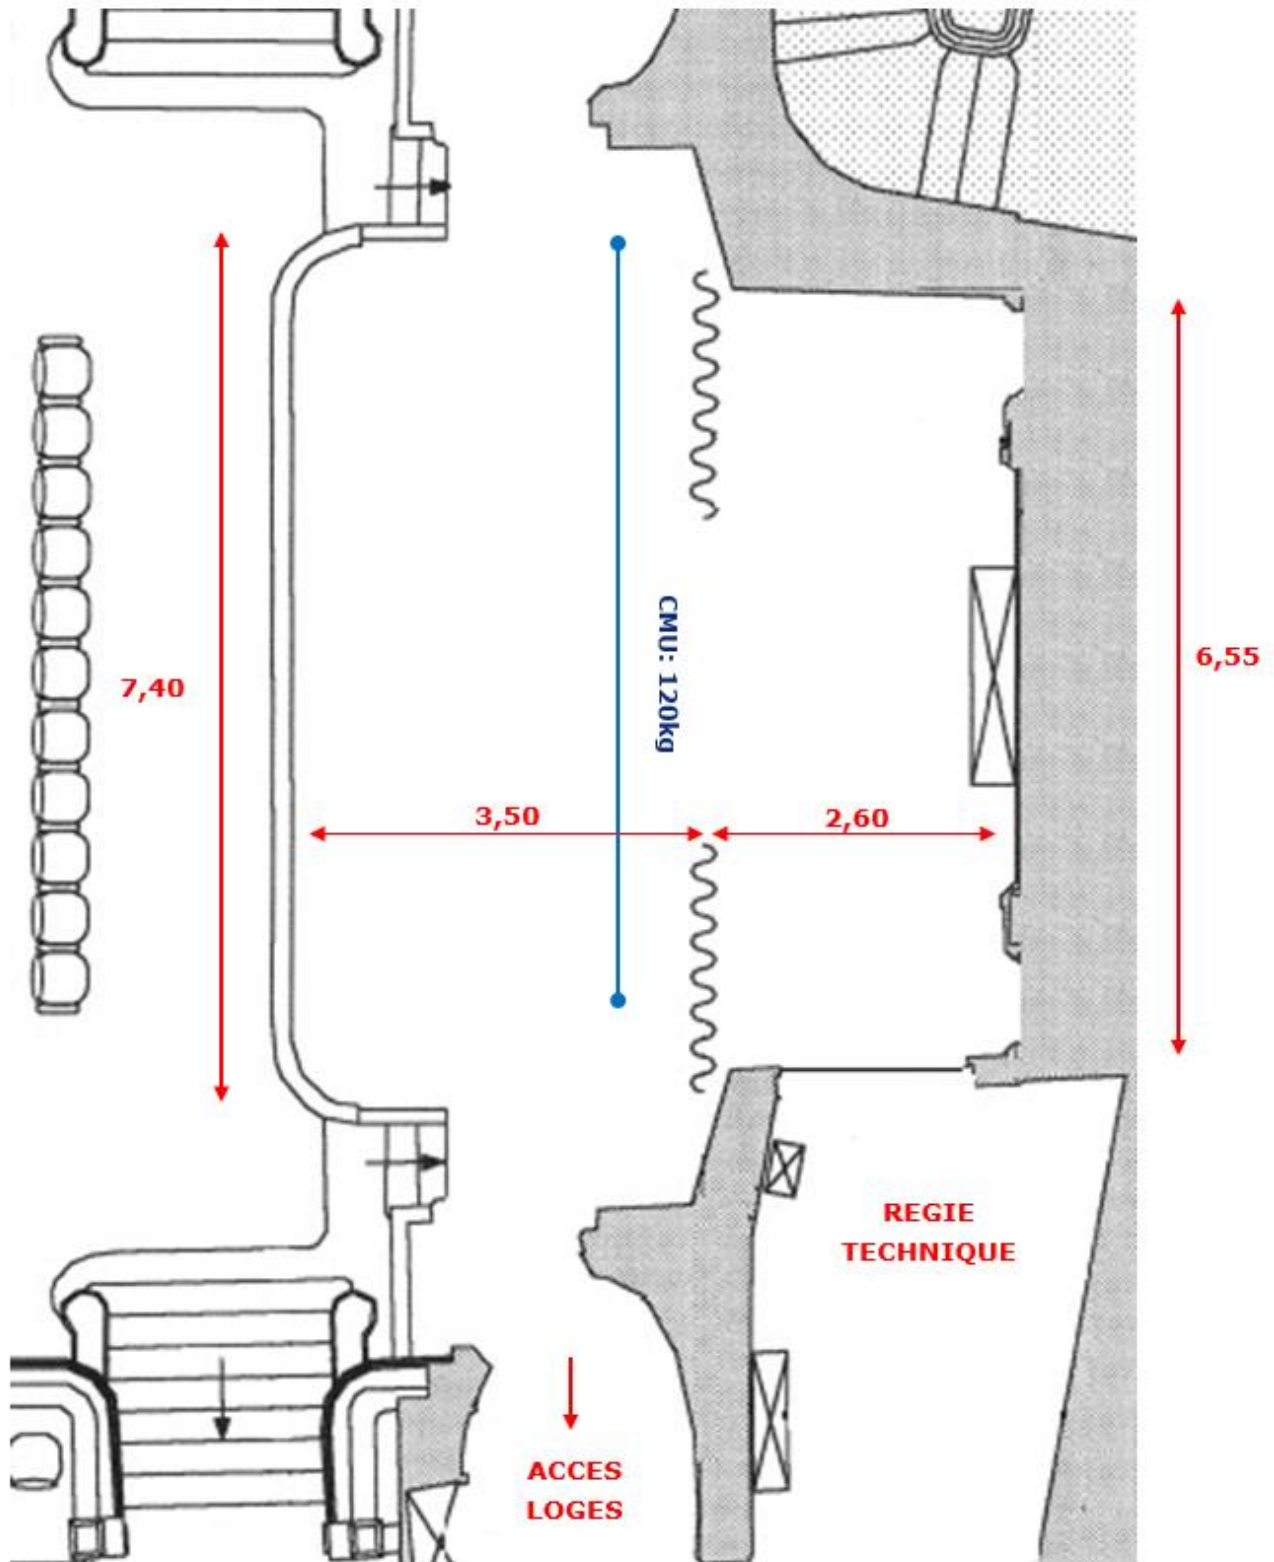 CMU: 120kg
7,40
6,55
3,50
2,60
REGIE
TECHNIQUE
ACCES
LOGES